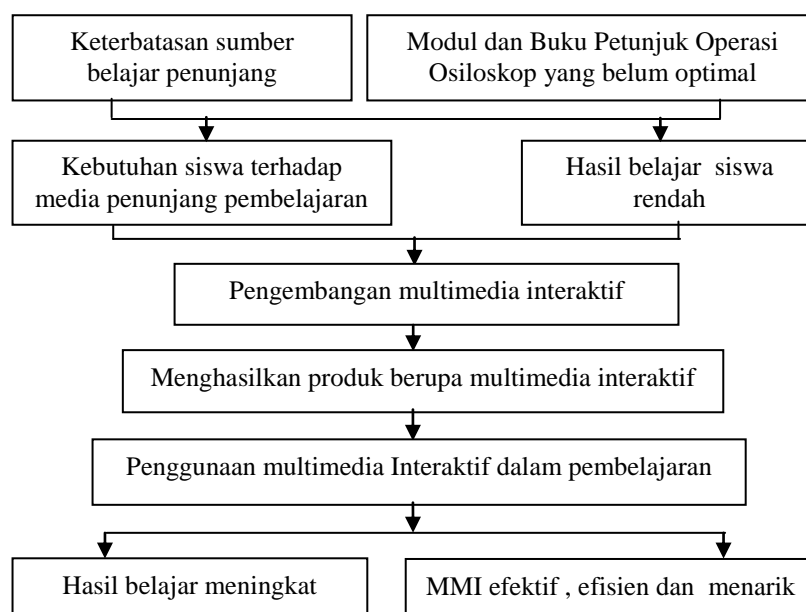 Keterbatasan sumber
belajar penunjang
Modul dan Buku Petunjuk Operasi
Osiloskop yang belum optimal
Kebutuhan siswa terhadap
media penunjang pembelajaran
Hasil belajar siswa
rendah
Pengembangan multimedia interaktif
Menghasilkan produk berupa multimedia interaktif
Penggunaan multimedia Interaktif dalam pembelajaran
Hasil belajar meningkat
MMI efektif , efisien dan menarik